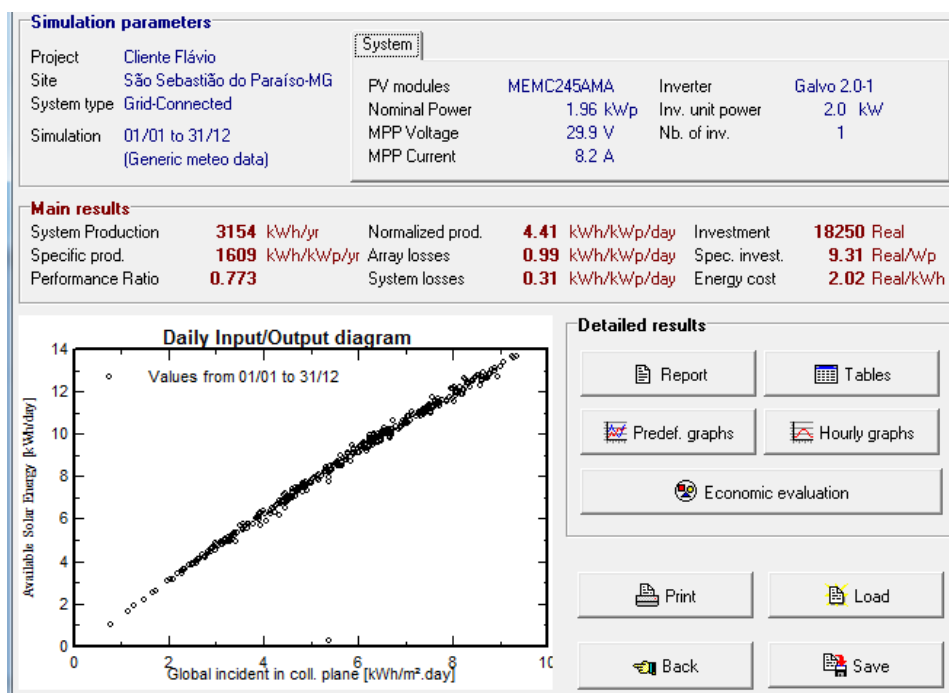 Simulation parameters
Project Cliente Flávio
Site São Sebastião do Paraíso-MG
System type Grid-Connected
Simulation 01/01 to 31/12
(Generic meteo data)
System
PV modules MEMC245AMA Inverter Galvo 2.0-1
Nominal Power 1.96 kWp Inv. unit power 2.0 kW
MPP Voltage 29.9 V Nb. of inv. 1
MPP Current 8.2 A
Main results
System Production 3154 kWh/yr Normalized prod. 4.41 kWh/kWp/day Investment 18250 Real
Specific prod. 1609 kWh/kWp/yr Array losses 0.99 kWh/kWp/day Spec. invest. 9.31 Real/Wp
Performance Ratio 0.773 System losses 0.31 kWh/kWp/day Energy cost 2.02 Real/kWh
Daily Input/Output diagram
Values from 01/01 to 31/12
Available Solar Energy [kWh/day]
14
12
10
8
6
4
2
0
0 2 4 6 8 10
Global incident in coll. plane [kWh/m².day]
Detailed results
Report Tables
Predef. graphs Hourly graphs
Economic evaluation
Print Load
Back Save